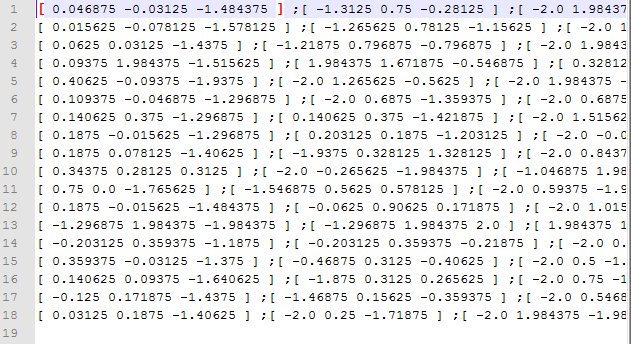 1 [ 0.046875 -0.03125 -1.484375 ] ;[ -1.3125 0.75 -0.28125 ] ;[ -2.0 1.98437
2 [ 0.015625 -0.078125 -1.578125 ] ;[ -1.265625 0.78125 -1.15625 ] ;[ -2.0 1
3 [ 0.0625 0.03125 -1.4375 ] ;[ -1.21875 0.796875 -0.796875 ] ;[ -2.0 1.9843
4 [ 0.09375 1.984375 -1.515625 ] ;[ 1.984375 1.671875 -0.546875 ] ;[ 0.32812
5 [ 0.40625 -0.09375 -1.9375 ] ;[ -2.0 1.265625 -0.5625 ] ;[ -2.0 1.984375 -
6 [ 0.109375 -0.046875 -1.296875 ] ;[ -2.0 0.6875 -1.359375 ] ;[ -2.0 0.6875
7 [ 0.140625 0.375 -1.296875 ] ;[ 0.140625 0.375 -1.421875 ] ;[ -2.0 1.51562
8 [ 0.1875 -0.015625 -1.296875 ] ;[ 0.203125 0.1875 -1.203125 ] ;[ -2.0 -0.0
9 [ 0.1875 0.078125 -1.40625 ] ;[ -1.9375 0.328125 1.328125 ] ;[ -2.0 0.8437
10 [ 0.34375 0.28125 0.3125 ] ;[ -2.0 -0.265625 -1.984375 ] ;[ -1.046875 1.98
11 [ 0.75 0.0 -1.765625 ] ;[ -1.546875 0.5625 0.578125 ] ;[ -2.0 0.59375 -1.9
12 [ 0.1875 -0.015625 -1.484375 ] ;[ -0.0625 0.90625 0.171875 ] ;[ -2.0 1.015
13 [ -1.296875 1.984375 -1.984375 ] ;[ -1.296875 1.984375 2.0 ] ;[ 1.984375 1
14 [ -0.203125 0.359375 -1.1875 ] ;[ -0.203125 0.359375 -0.21875 ] ;[ -2.0 0.
15 [ 0.359375 -0.03125 -1.375 ] ;[ -0.46875 0.3125 -0.40625 ] ;[ -2.0 0.5 -1.
16 [ 0.140625 0.09375 -1.640625 ] ;[ -1.875 0.3125 0.265625 ] ;[ -2.0 0.75 -1
17 [ -0.125 0.171875 -1.4375 ] ;[ -1.46875 0.15625 -0.359375 ] ;[ -2.0 0.5468
18 [ 0.03125 0.1875 -1.40625 ] ;[ -2.0 0.25 -1.71875 ] ;[ -2.0 1.984375 -1.98
19